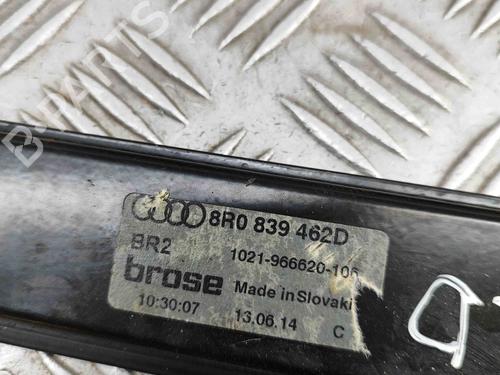 8R0 839 462D
BR2 1021-966620-106
brose Made in Slovaki
10:30:07 13.06.14 C